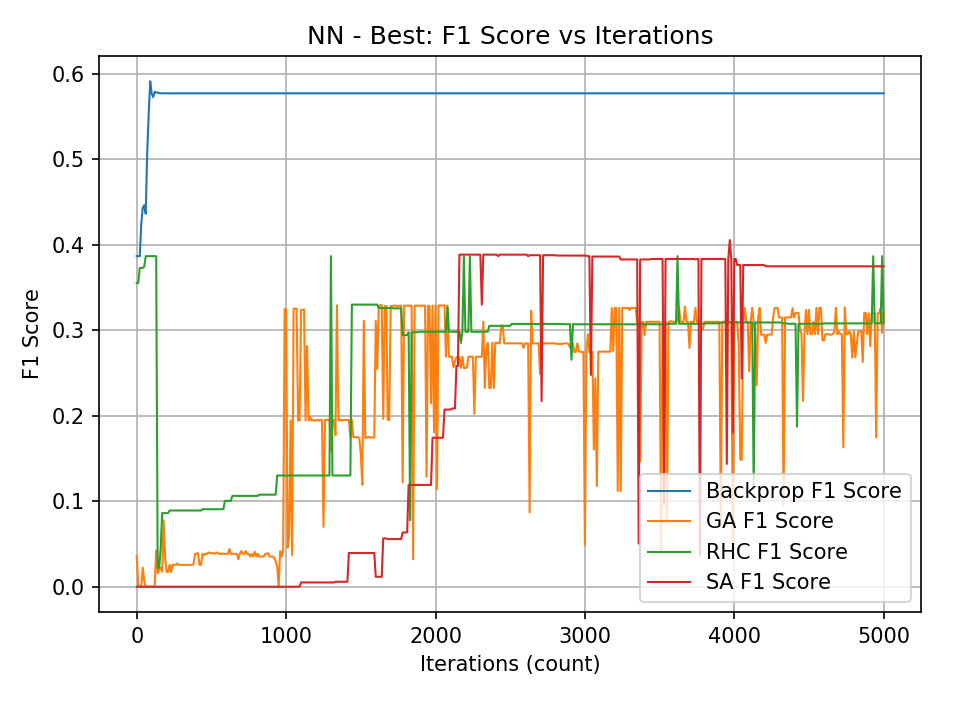 NN - Best: F1 Score vs Iterations
F1 Score
0.6
0.5
0.4
0.3
0.2
0.1
0.0
0 1000 2000 3000 4000 5000
Iterations (count)
Backprop F1 Score
GA F1 Score
RHC F1 Score
SA F1 Score